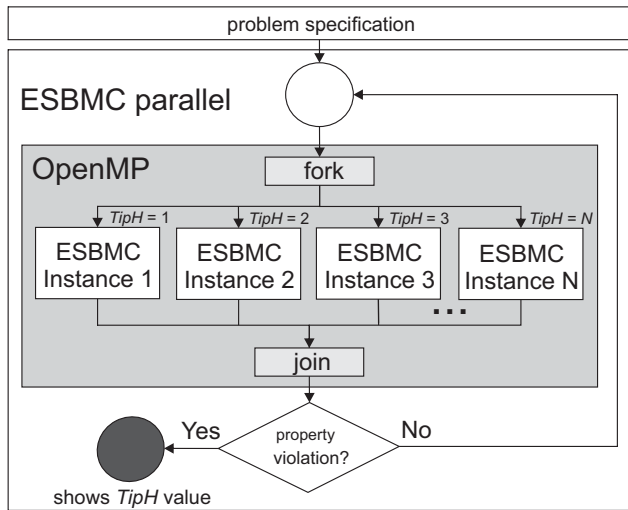 problem specification
ESBMC parallel
OpenMP
fork
TipH = 1
TipH = 2
TipH = 3
TipH = N
ESBMC
Instance 1
ESBMC
Instance 2
ESBMC
Instance 3
ESBMC
Instance N
...
join
Yes
property
violation?
No
shows TipH value